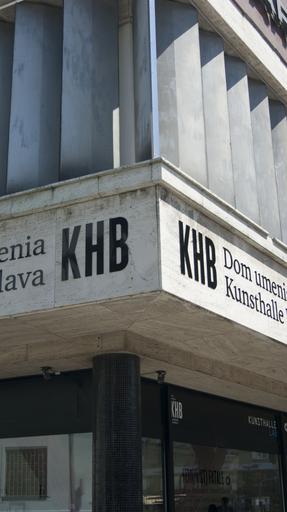 enia
lava
KHB
KHB
Dom umeni
Kunsthalle
KHB
KUNSTHALLE